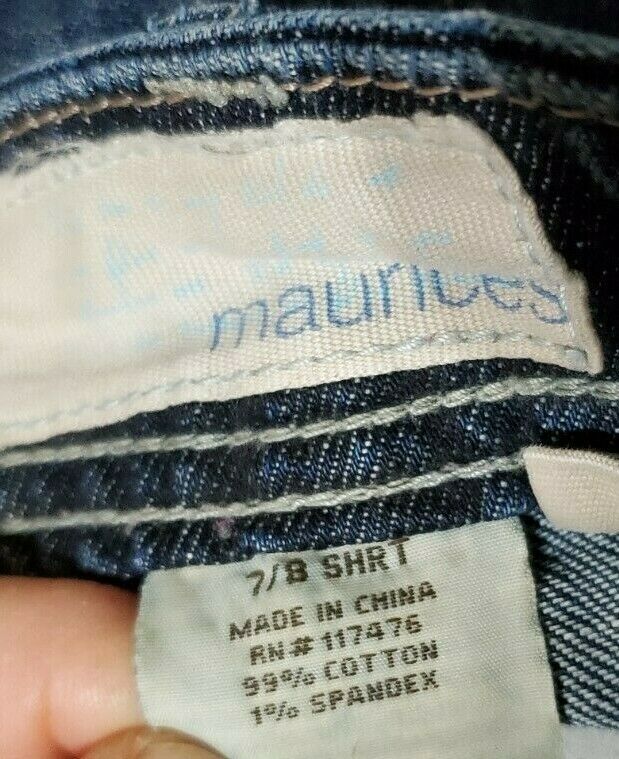 maurices
7/8 SHRT
MADE IN CHINA
RN# 117476
99% COTTON
1% SPANDEX